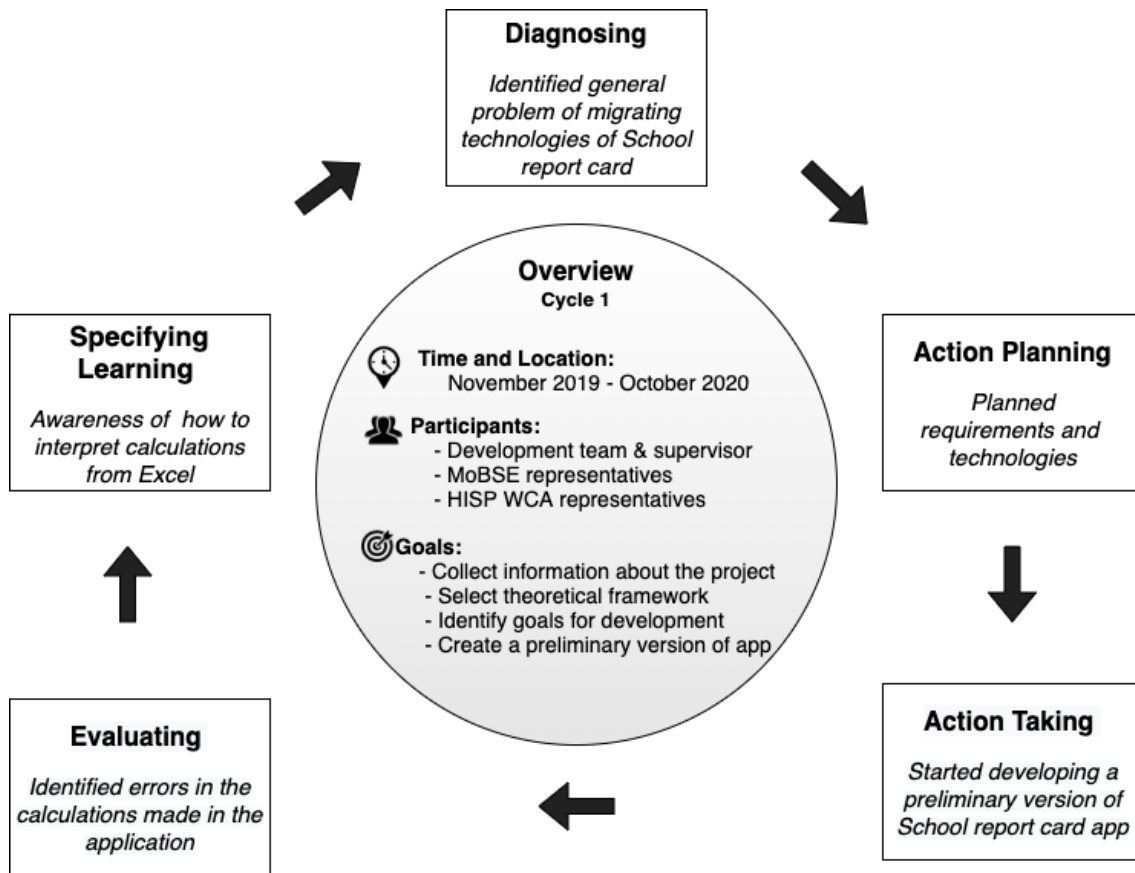 Diagnosing
Identified general
problem of migrating
technologies of School
report card
Overview
Cycle 1
Time and Location:
November 2019 - October 2020
Participants:
- Development team & supervisor
- MoBSE representatives
- HISP WCA representatives
Goals:
- Collect information about the project
- Select theoretical framework
- Identify goals for development
- Create a preliminary version of app
Action Planning
Planned
requirements and
technologies
Action Taking
Started developing a
preliminary version of
School report card app
Evaluating
Identified errors in the
calculations made in the
application
Specifying
Learning
Awareness of how to
interpret calculations
from Excel